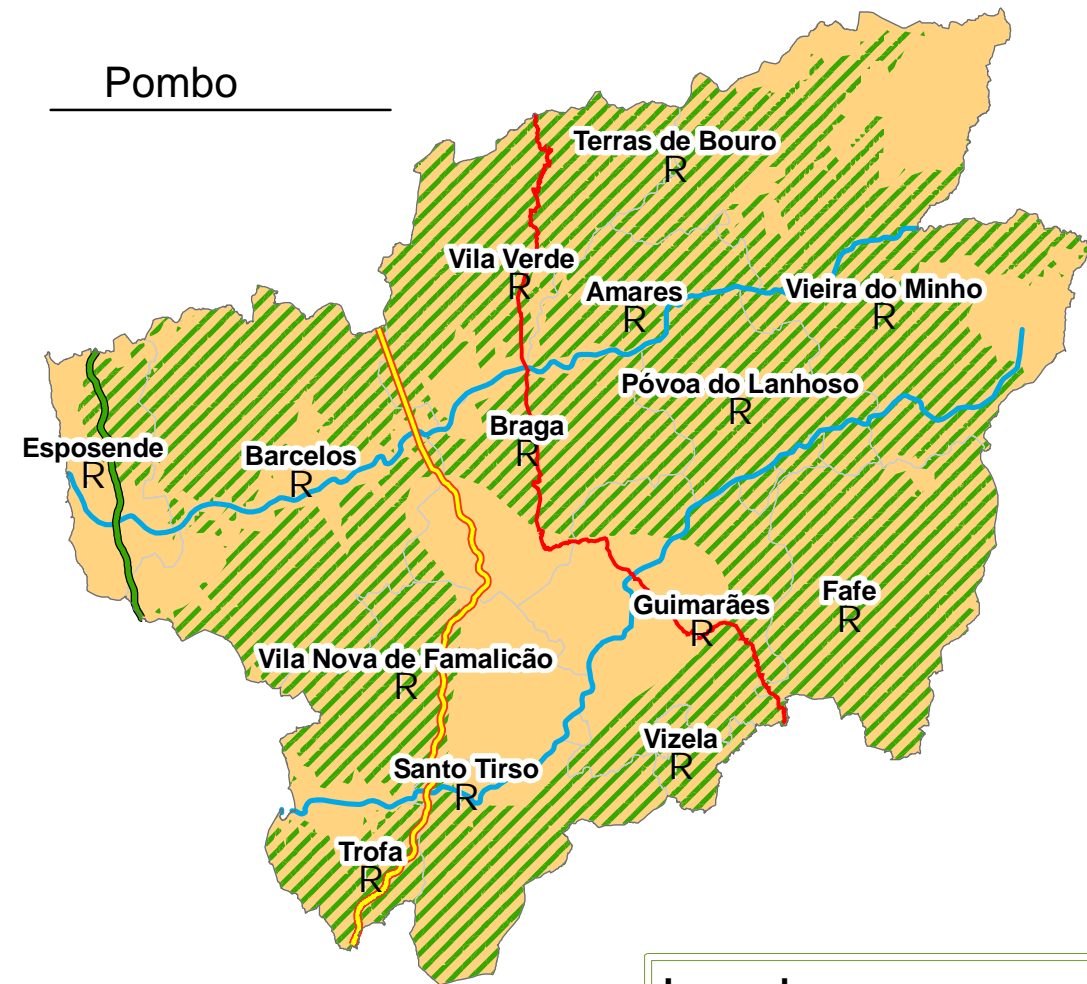 Pombo
Terras de Bouro
R
Vila Verde
R
Amares
R
Vieira do Minho
R
Póvoa do Lanhoso
R
Braga
R
Esposende
R
Barcelos
R
Guimarães
R
Fafe
R
Vila Nova de Famalicão
R
Vizela
R
Santo Tirso
R
Trofa
R